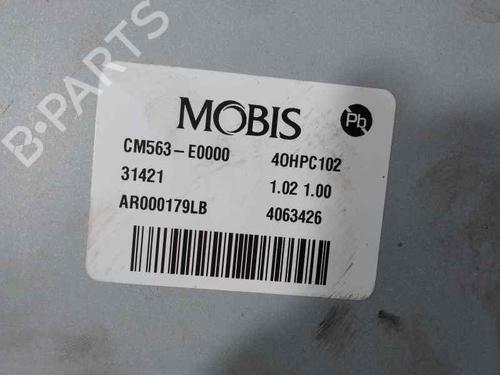 B-PARTS
MOBIS
Pb
CM563-E0000 40HPC102
31421 1.02 1.00
AR000179LB 4063426